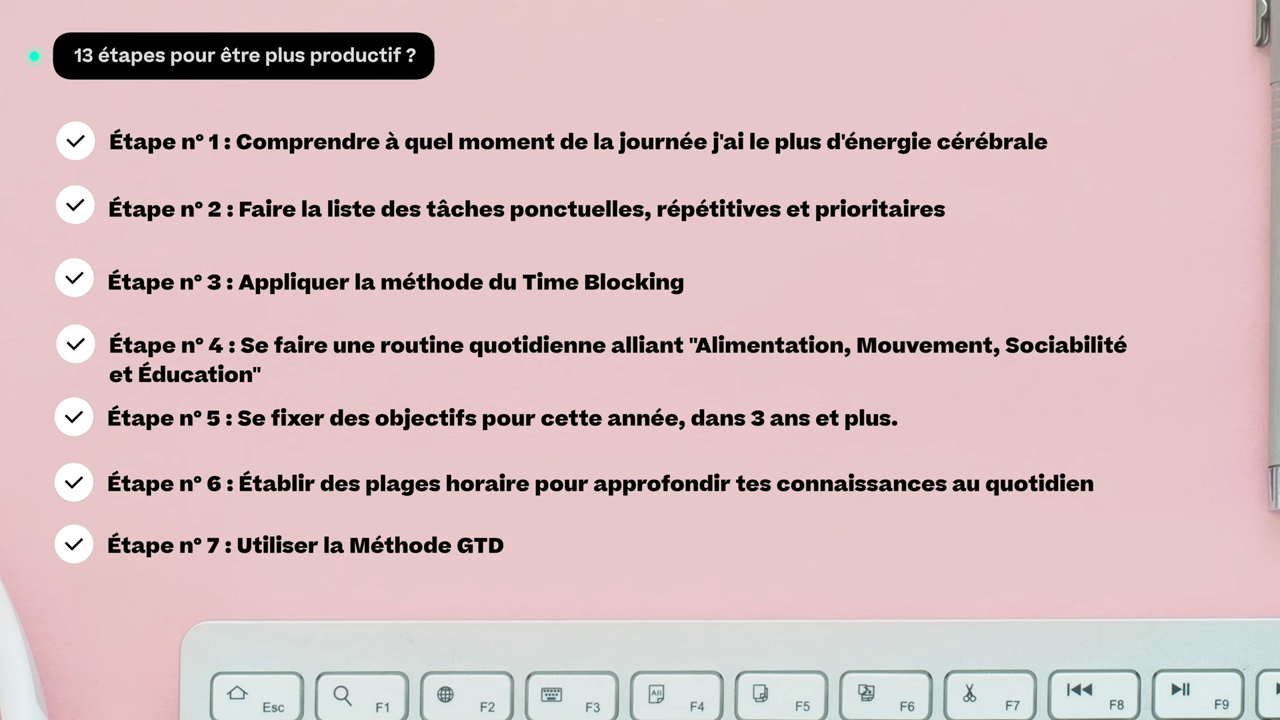 13 étapes pour être plus productif ?
Étape n° 1 : Comprendre à quel moment de la journée j'ai le plus d'énergie cérébrale
Étape n° 2 : Faire la liste des tâches ponctuelles, répétitives et prioritaires
Étape n° 3 : Appliquer la méthode du Time Blocking
Étape n° 4 : Se faire une routine quotidienne alliant "Alimentation, Mouvement, Sociabilité
et Éducation"
Étape n° 5 : Se fixer des objectifs pour cette année, dans 3 ans et plus.
Étape n° 6 : Établir des plages horaire pour approfondir tes connaissances au quotidien
Étape n° 7 : Utiliser la Méthode GTD
Esc F1 F2 F3 F4 F5 F6 F7 F8 F9